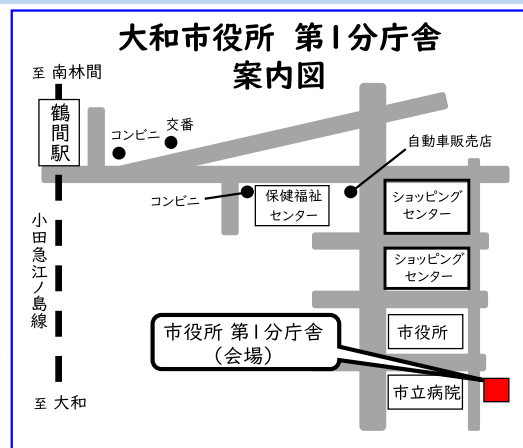 大和市役所 第1分庁舎
案内図
至 南林間
鶴間駅
コンビニ
交番
自動車販売店
コンビニ
保健福祉
センター
ショッピング
センター
ショッピング
センター
小田急江ノ島線
市役所 第1分庁舎
（会場）
市役所
市立病院
至 大和